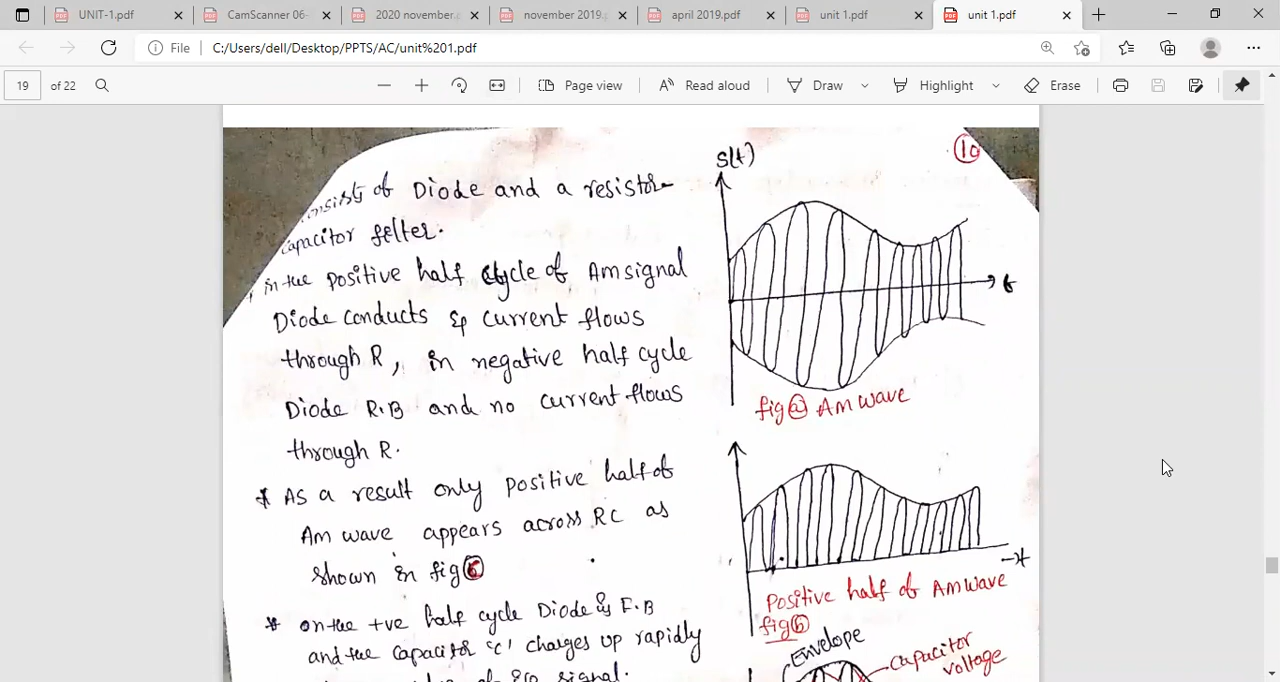 UNIT-1.pdf
CamScanner 06-
2020 november.
november 2019.
april 2019.pdf
unit 1.pdf
unit 1.pdf
File
C:/Users/dell/Desktop/PPTS/AC/unit%201.pdf
19 of 22
Page view
Read aloud
Draw
Highlight
Erase
10
of Diode and a resistor-
capacitor felter.
in the positive half cycle of Am signal
Diode conducts & current flows
through R, in negative half cycle
Diode R.B and no current flows
through R.
* As a result only positive half of
Am wave appears across RC as
shown in fig
* on the +ve half cycle Diode is F.B
and the capacitor 'c' charges up rapidly
signal.
S(t)
t
fig (a) Am wave
t
Positive half of Am wave
fig (b)
Envelope
capacitor
voltage